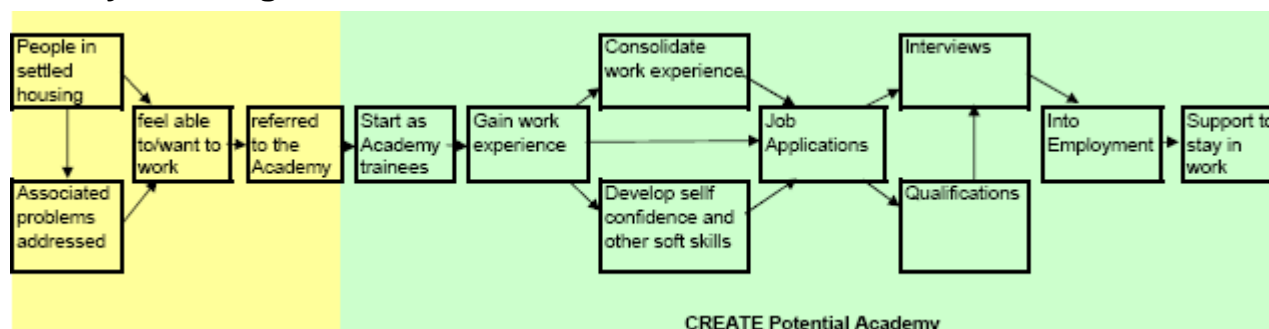 People in
settled
housing
Associated
problems
addressed
feel able
to/want to
work
referred
to the
Academy
Start as
Academy
trainees
Gain work
experience
Consolidate
work experience
Develop sellf
confidence and
other soft skills
Job
Applications
Interviews
Qualifications
Into
Employment
Support to
stay in
work
CREATE Potential Academy